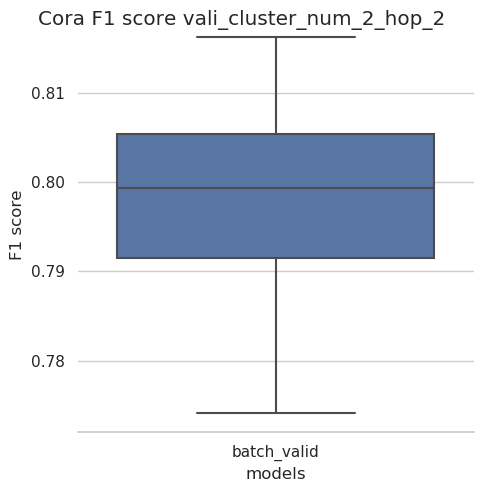 Cora F1 score vali_cluster_num_2_hop_2
0.81
0.80
0.79
0.78
F1 score
batch_valid
models